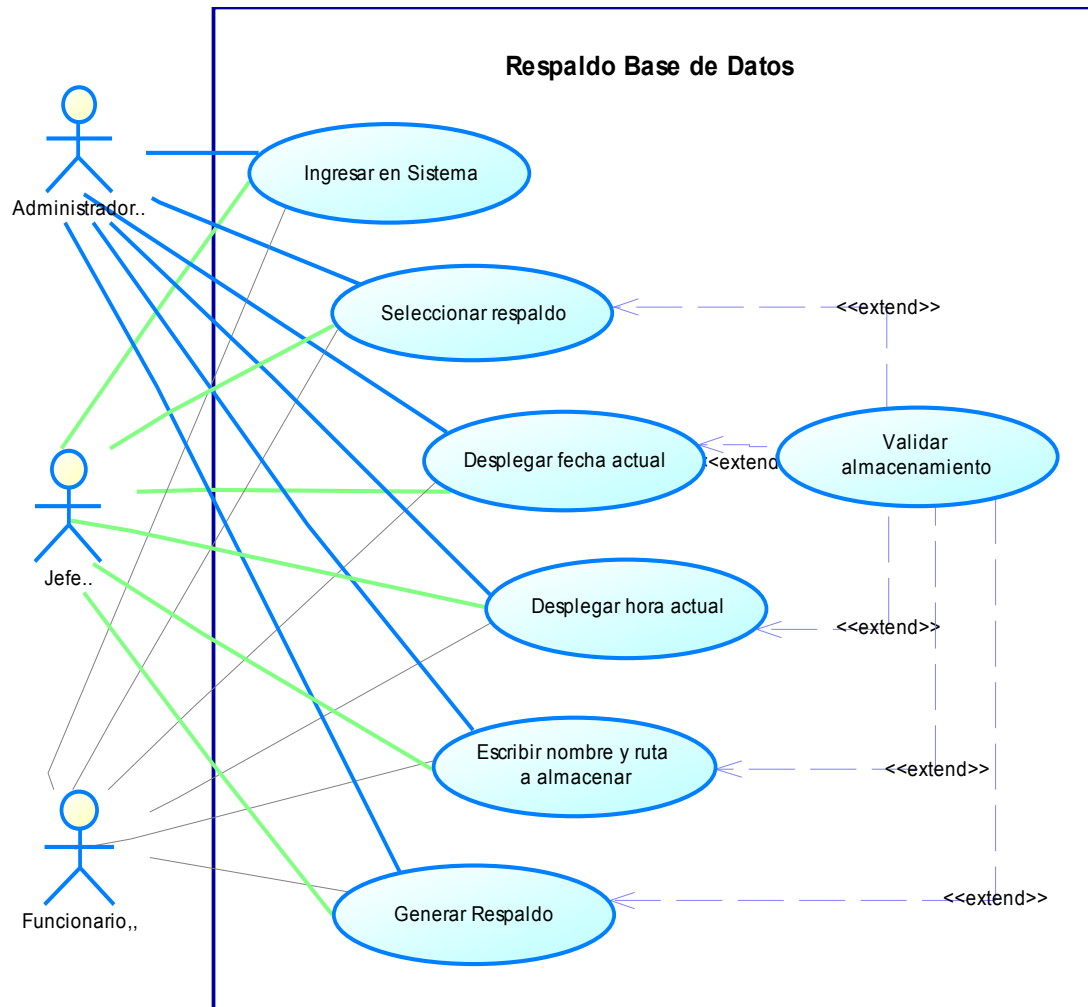 Respaldo Base de Datos
Administrador..
Ingresar en Sistema
Seleccionar respaldo
<<extend>>
Desplegar fecha actual
<<extend
Validar
almacenamiento
Jefe..
Desplegar hora actual
<<extend>>
Escribir nombre y ruta
a almacenar
<<extend>>
Funcionario,,
Generar Respaldo
<<extend>>